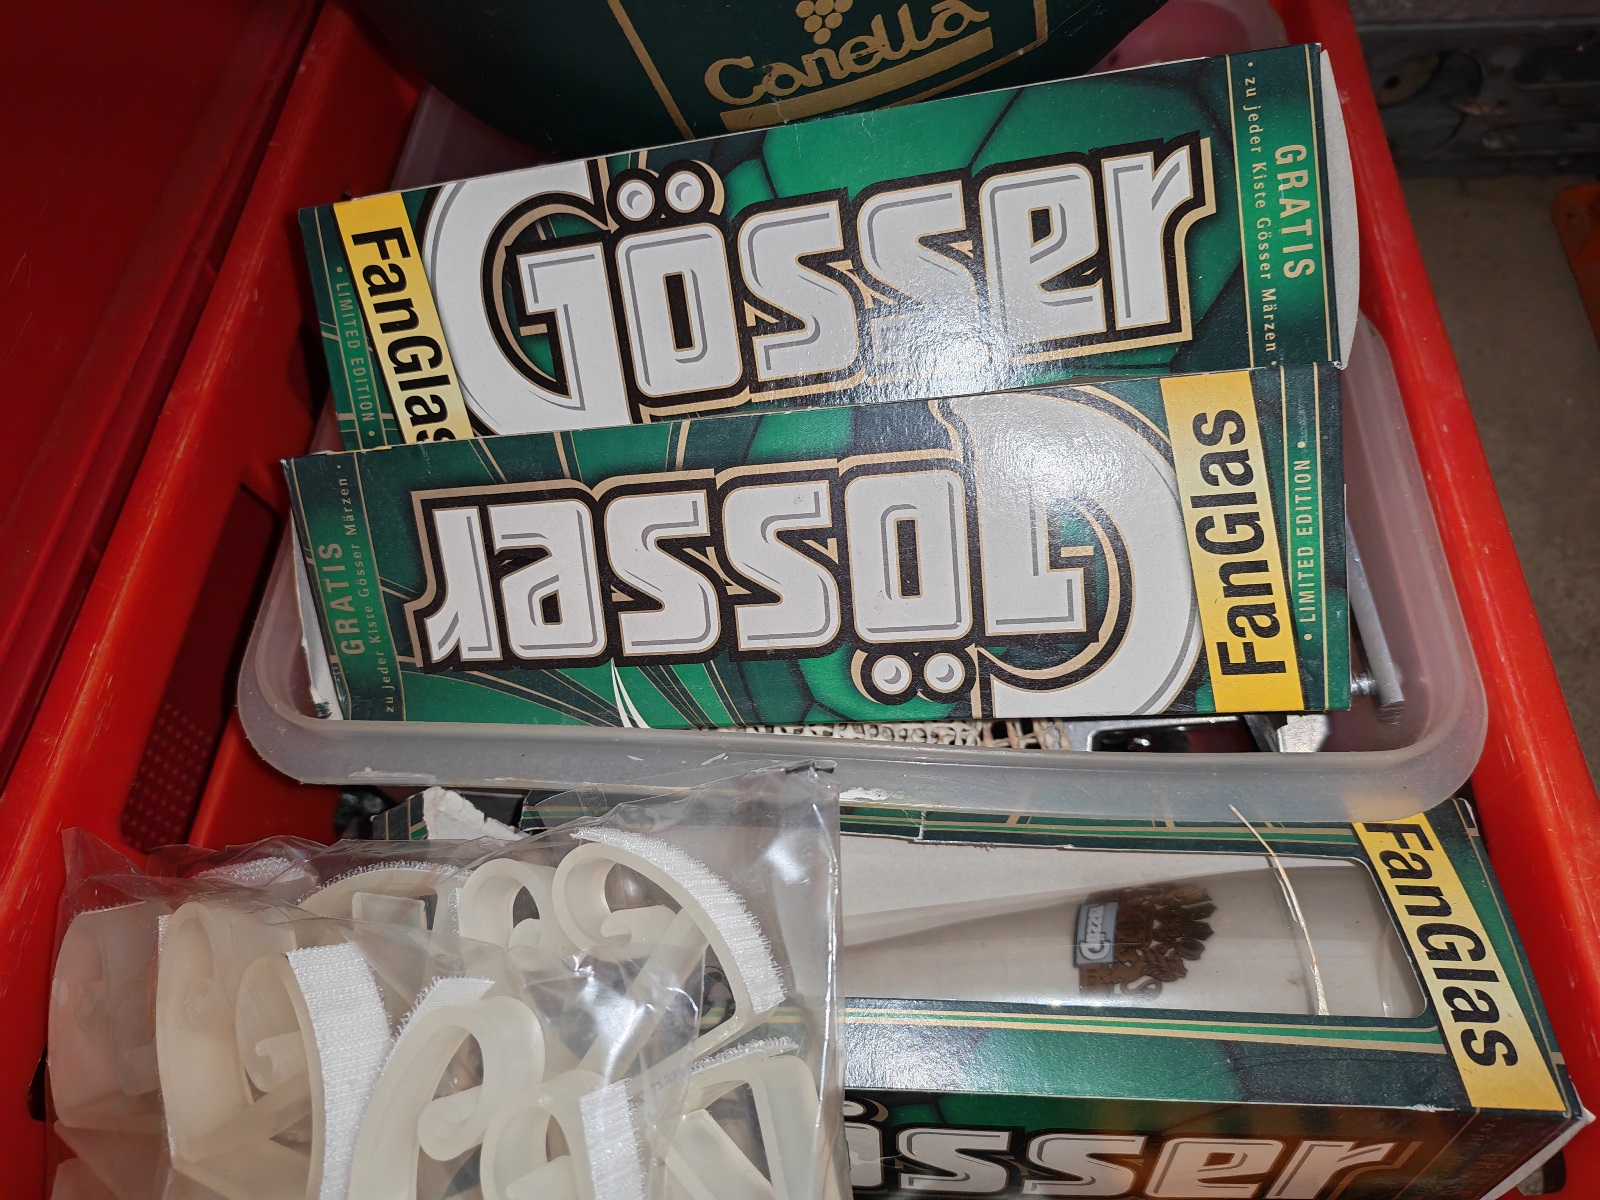 Canella
Gösser
FanGlas
• LIMITED EDITION •
GRATIS
• zu jeder Kiste Gösser Märzen •
Gösser
FanGlas
• LIMITED EDITION •
GRATIS
zu jeder Kiste Gösser Märzen •
FanGlas
Gösser